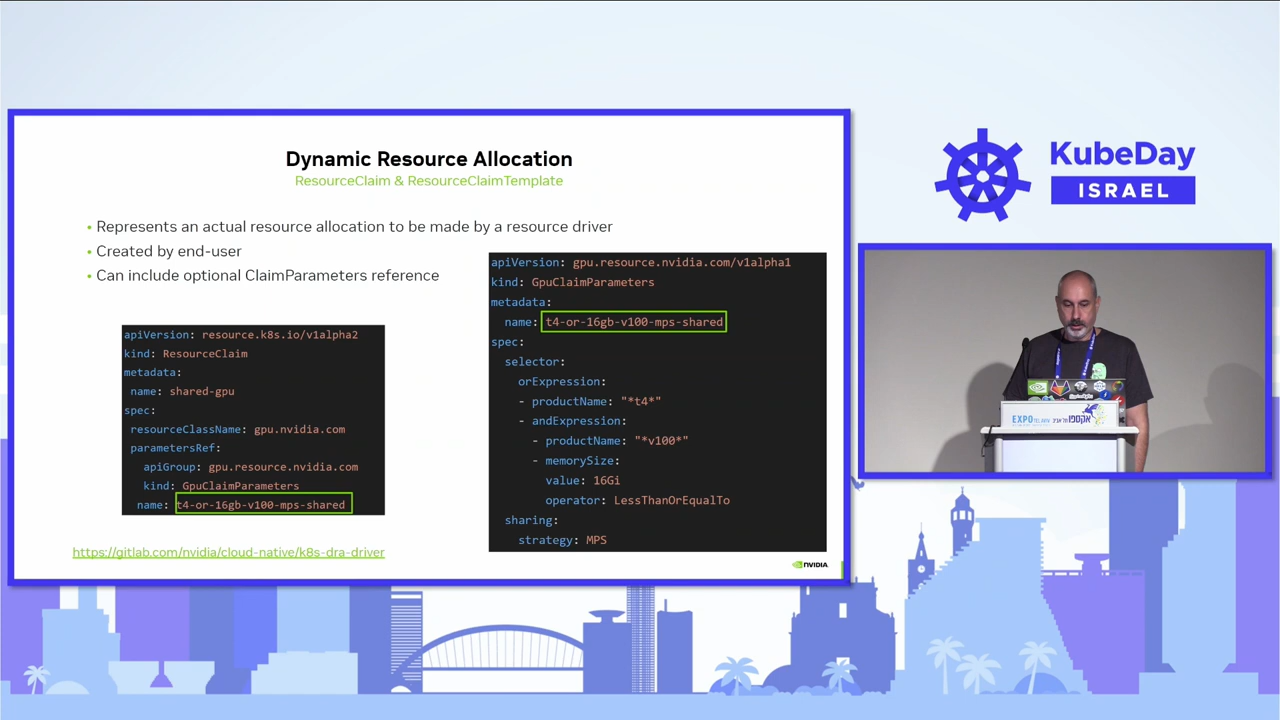 Dynamic Resource Allocation
ResourceClaim & ResourceClaimTemplate
• Represents an actual resource allocation to be made by a resource driver
• Created by end-user
• Can include optional ClaimParameters reference
apiVersion: resource.k8s.io/v1alpha2
kind: ResourceClaim
metadata:
name: shared-gpu
spec:
resourceClassName: gpu.nvidia.com
parametersRef:
apiGroup: gpu.resource.nvidia.com
kind: GpuClaimParameters
name: t4-or-16gb-v100-mps-shared
https://gitlab.com/nvidia/cloud-native/k8s-dra-driver
apiVersion: gpu.resource.nvidia.com/v1alpha1
kind: GpuClaimParameters
metadata:
name: t4-or-16gb-v100-mps-shared
spec:
selector:
orExpression:
- productName: "*t4*"
- andExpression:
- productName: "*v100*"
- memorySize:
value: 16Gi
operator: LessThanOrEqualTo
sharing:
strategy: MPS
NVIDIA
KubeDay
ISRAEL
EXPO TEL AVIV אקספו תל אביב